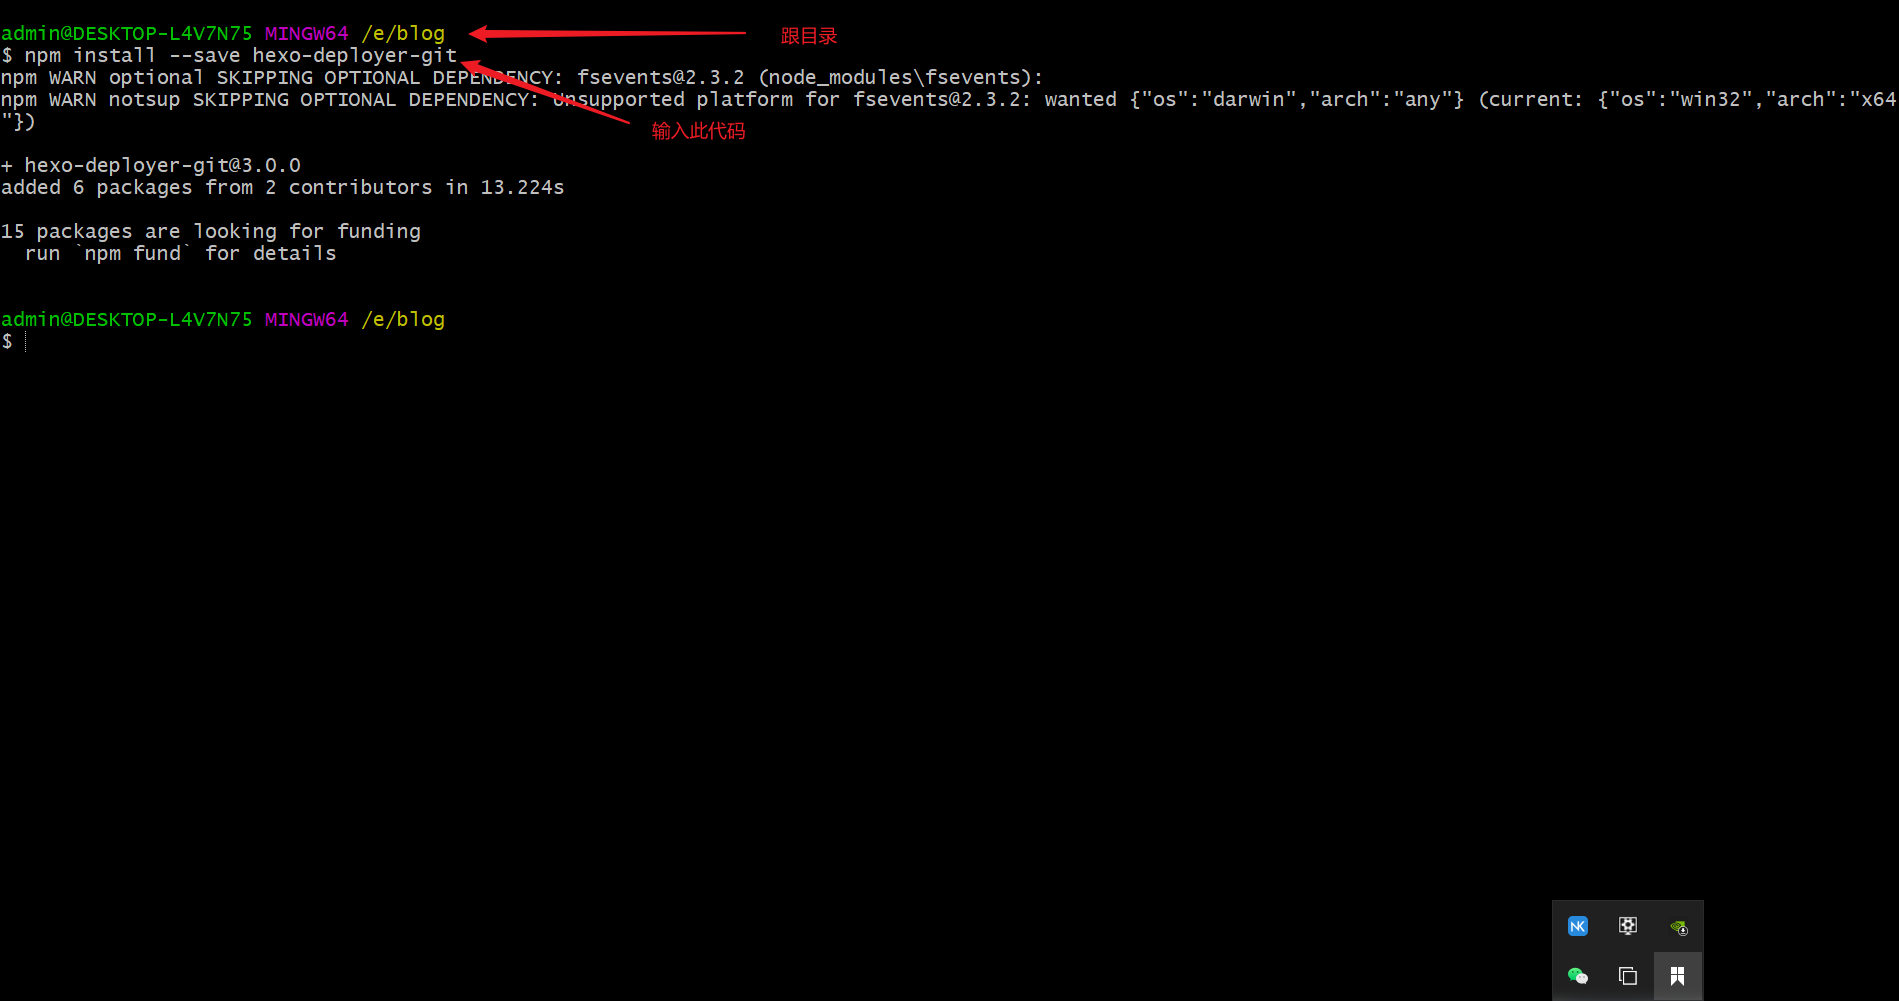 admin@DESKTOP-L4V7N75 MINGW64 /e/blog
跟目录
$ npm install --save hexo-deployer-git
npm WARN optional SKIPPING OPTIONAL DEPENDENCY: fsevents@2.3.2 (node_modules\fsevents):
npm WARN notsup SKIPPING OPTIONAL DEPENDENCY: Unsupported platform for fsevents@2.3.2: wanted {"os":"darwin","arch":"any"} (current: {"os":"win32","arch":"x64
"})
输入此代码
+ hexo-deployer-git@3.0.0
added 6 packages from 2 contributors in 13.224s
15 packages are looking for funding
run `npm fund` for details
admin@DESKTOP-L4V7N75 MINGW64 /e/blog
$
NK